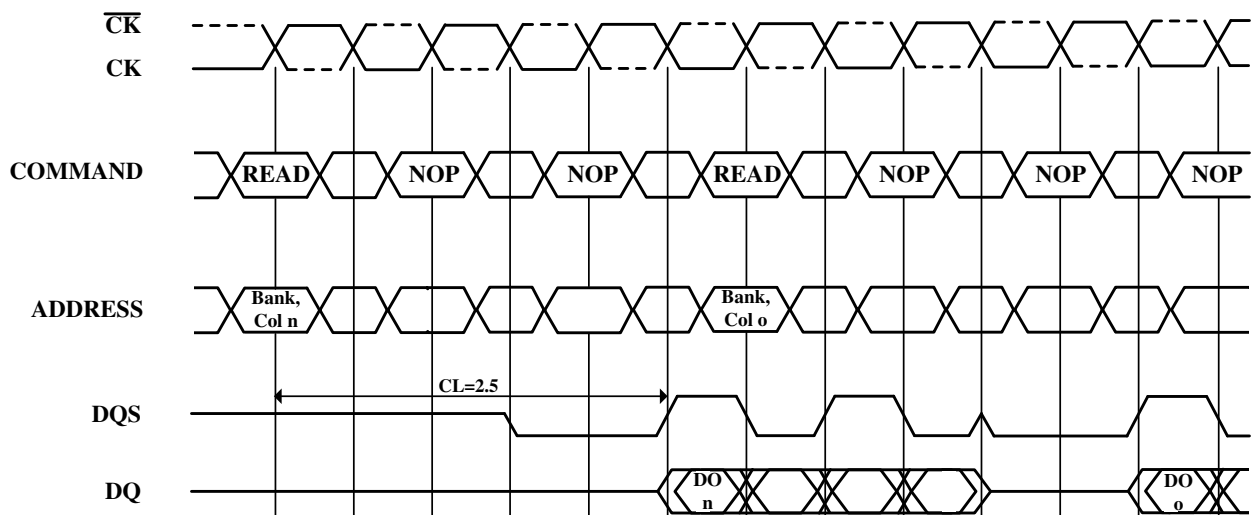 C̅K̅
CK
COMMAND READ NOP NOP READ NOP NOP NOP
ADDRESS Bank, Col n Bank, Col o
CL=2.5
DQS
DQ DO n DO o